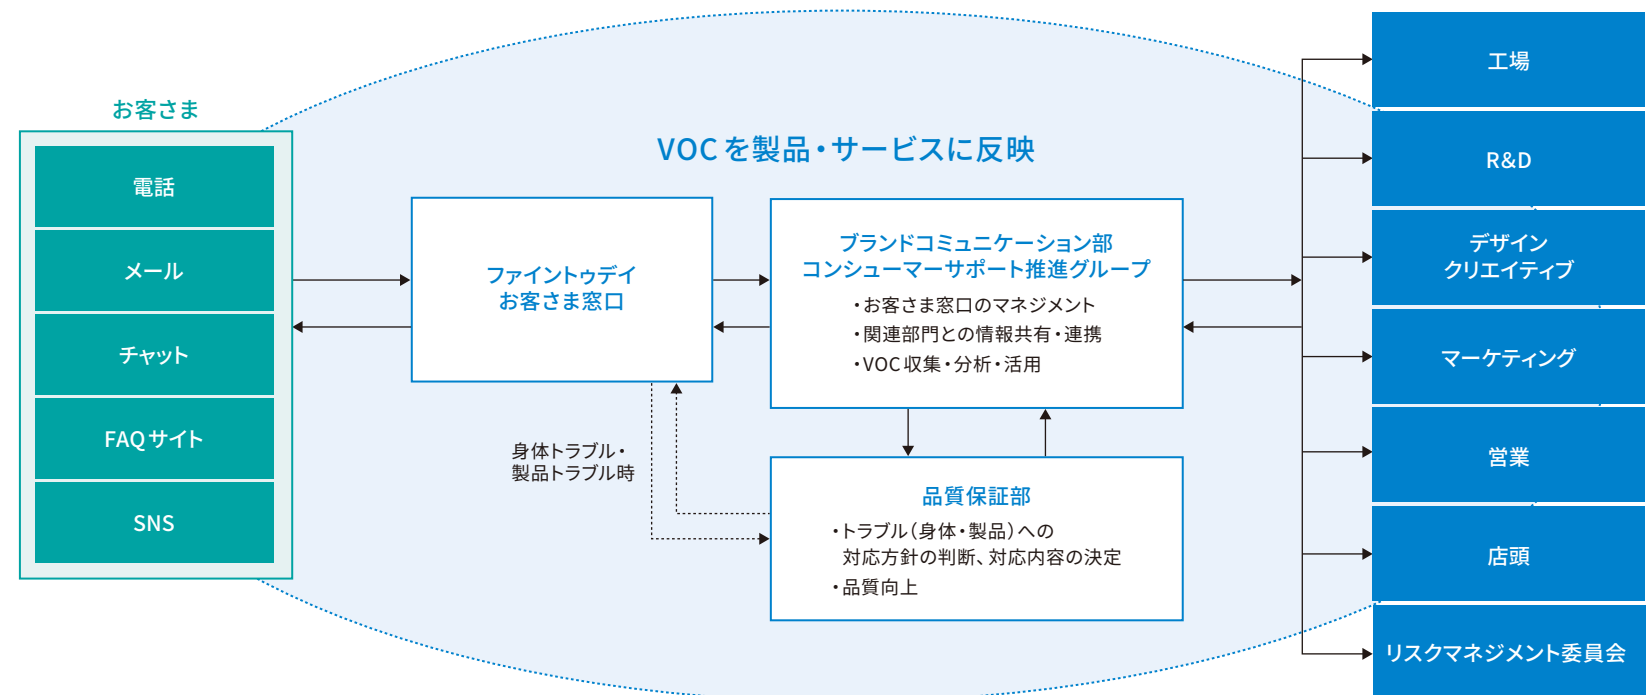 お客さま
電話
メール
チャット
FAQサイト
SNS
VOCを製品・サービスに反映
ファイントゥデイ
お客さま窓口
ブランドコミュニケーション部
コンシューマーサポート推進グループ
・お客さま窓口のマネジメント
・関連部門との情報共有・連携
・VOC収集・分析・活用
身体トラブル・
製品トラブル時
品質保証部
・トラブル（身体・製品）への
対応方針の判断、対応内容の決定
・品質向上
工場
R&D
デザイン
クリエイティブ
マーケティング
営業
店頭
リスクマネジメント委員会